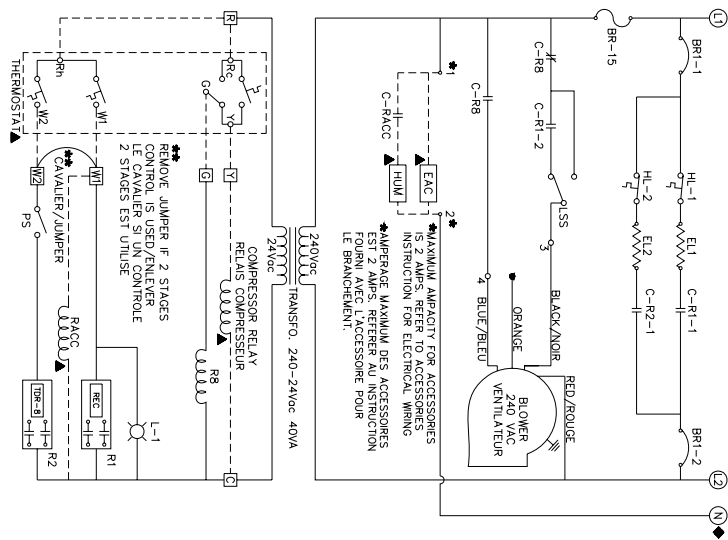 L1
L2
N
BR1-1
BR1-2
HL-1
EL1
C-R1-1
HL-2
EL2
C-R2-1
BR-15
C-R8
C-R1-2
LSS
3
BLACK/NOIR
RED/ROUGE
BLOWER
240 VAC
VENTILATEUR
ORANGE
C-R8
4
BLUE/BLEU
*1
2*
EAC
C-RACC
HUM
*MAXIMUM AMPACITY FOR ACCESSORIES
IS 2 AMPS. REFER TO ACCESSORIES
INSTRUCTION FOR ELECTRICAL WIRING
*AMPERAGE MAXIMUM DES ACCESSOIRES
EST 2 AMPS. REFERER AU INSTRUCTION
FOURNI AVEC L'ACCESSOIRE POUR
LE BRANCHEMENT.
240Vac
TRANSFO. 240-24Vac 40VA
24Vac
R
C
Rc
Y
G
Y
COMPRESSOR RELAY
RELAIS COMPRESSEUR
G
R8
**
REMOVE JUMPER IF 2 STAGES
CONTROL IS USED/ENLEVER
LE CAVALIER SI UN CONTROLE
2 STAGES EST UTILISE
L-1
W1
W1
REC
R1
**
CAVALIER/JUMPER
RACC
Rh
W2
W2
PS
TDR-8
R2
THERMOSTAT